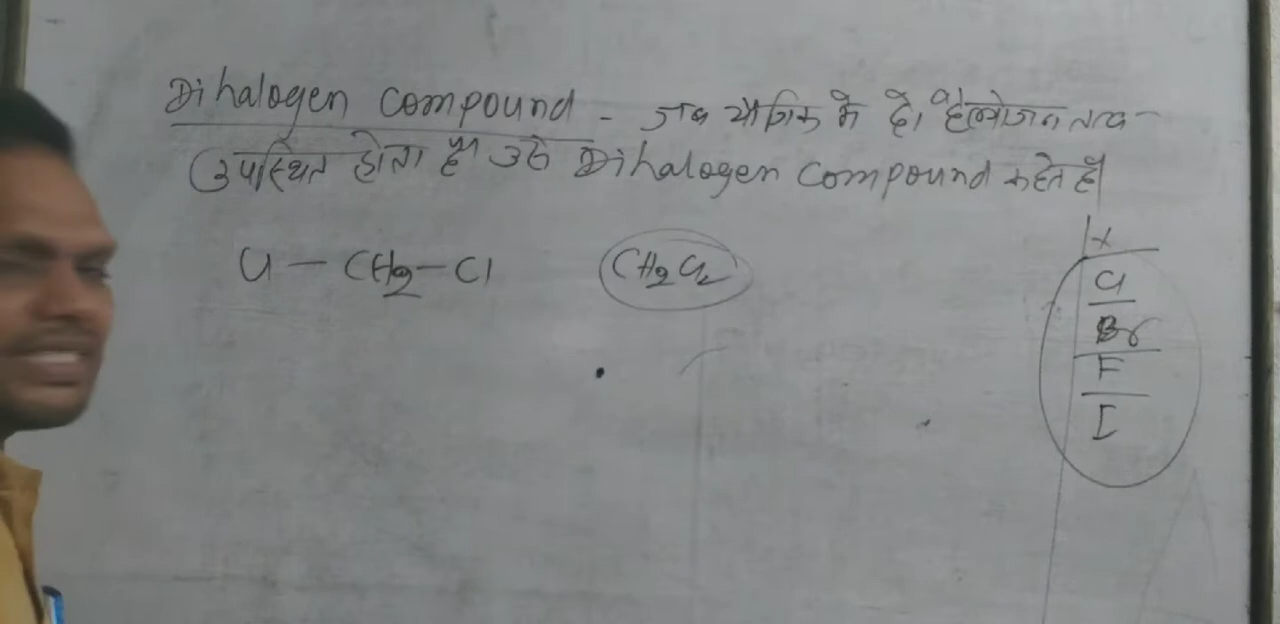 Dihalogen compound - जब यौगिक में दो हैलोजन तत्व
उपस्थित होता है उसे Dihalogen compound कहते हैं।
Cl - CH2 - Cl
CH2Cl2
X
Cl
Br
F
I